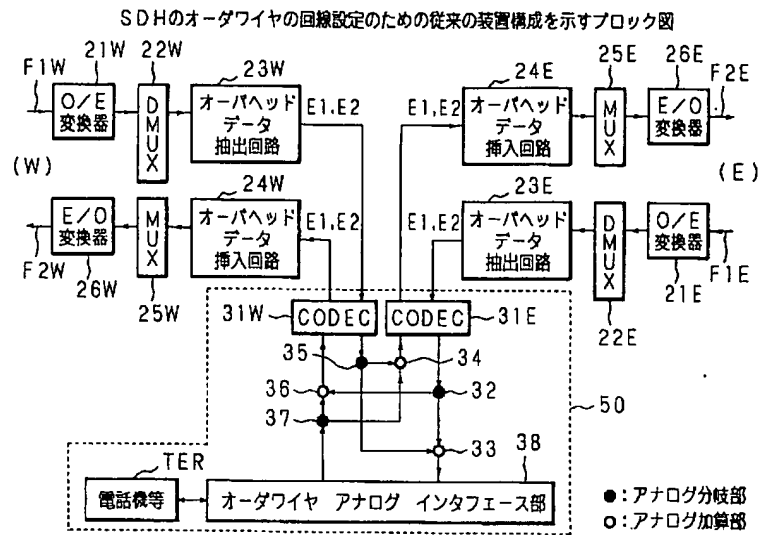 SDHのオーダワイヤの回線設定のための従来の装置構成を示すブロック図
21W
22W
23W
24E
25E
26E
F1W
F2E
O/E
変換器
DMUX
オーバヘッド
データ
抽出回路
E1,E2
E1,E2
オーバヘッド
データ
挿入回路
MUX
E/O
変換器
(W)
(E)
24W
23E
E/O
変換器
MUX
オーバヘッド
データ
挿入回路
E1,E2
E1,E2
オーバヘッド
データ
抽出回路
DMUX
O/E
変換器
F2W
26W
25W
F1E
21E
22E
31W
CODEC
CODEC
31E
35
34
36
32
37
50
33
TER
38
電話機等
オーダワイヤ アナログ インタフェース部
●:アナログ分岐部
○:アナログ加算部